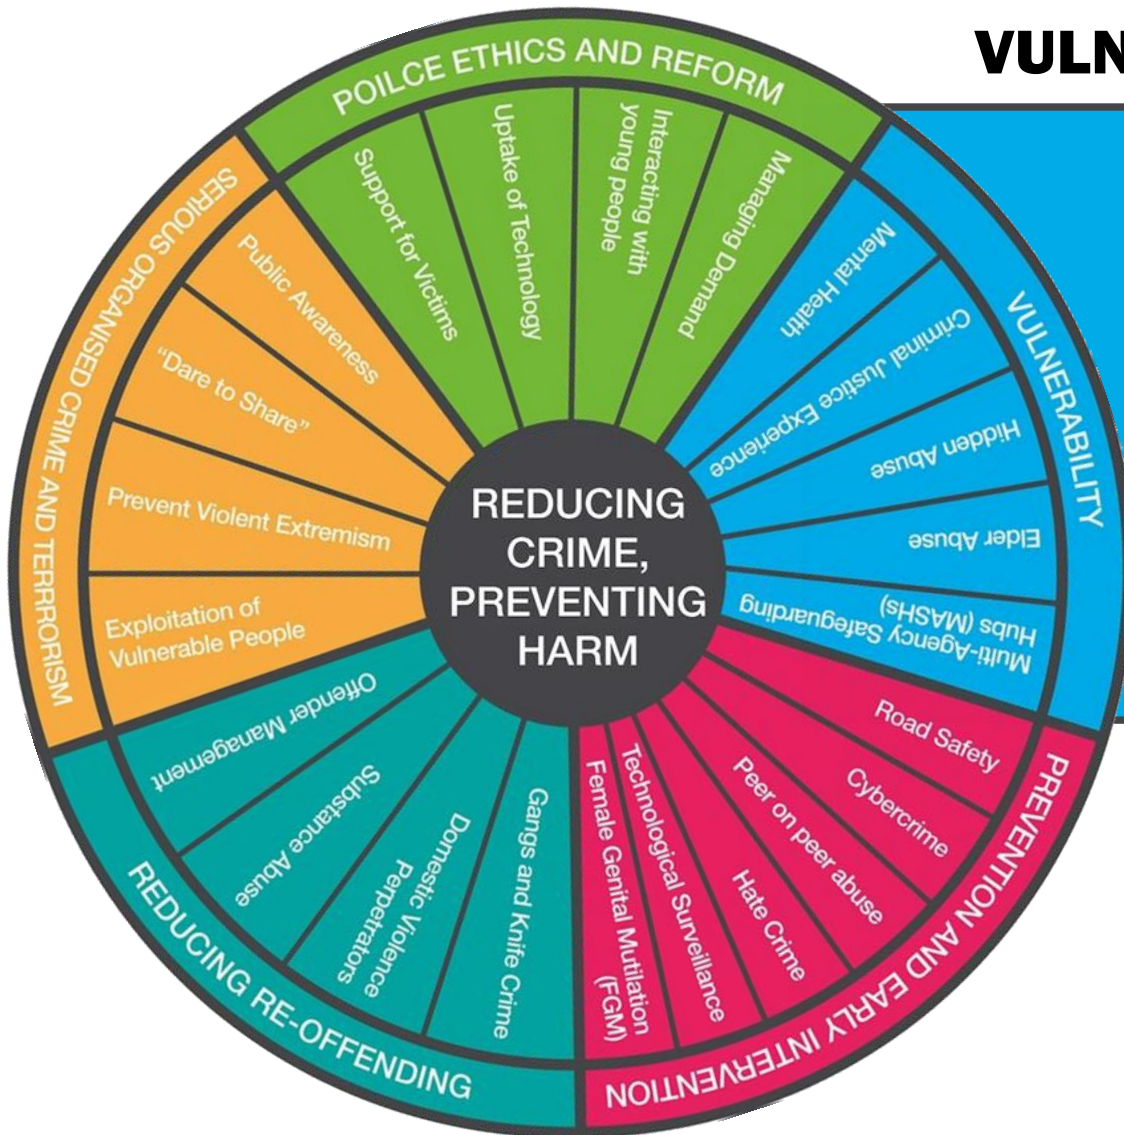 VULN
POILCE ETHICS AND REFORM
Support for Victims
Uptake of Technology
Interacting with
young people
Managing Demand
VULNERABILITY
Mental Health
Criminal Justice Experience
Hidden Abuse
Elder Abuse
Multi-Agency Safeguarding
Hubs (MASHs)
PREVENTION AND EARLY INTERVENTION
Road Safety
Cybercrime
Peer on peer abuse
Hate Crime
Technological Surveillance
Female Genital Mutilation
(FGM)
REDUCING RE-OFFENDING
Gangs and Knife Crime
Domestic Violence
Perpetrators
Substance Abuse
Offender Management
SERIOUS ORGANISED CRIME AND TERRRORISM
Exploitation of
Vulnerable People
Prevent Violent Extremism
“Dare to Share”
Public Awareness
REDUCING
CRIME,
PREVENTING
HARM